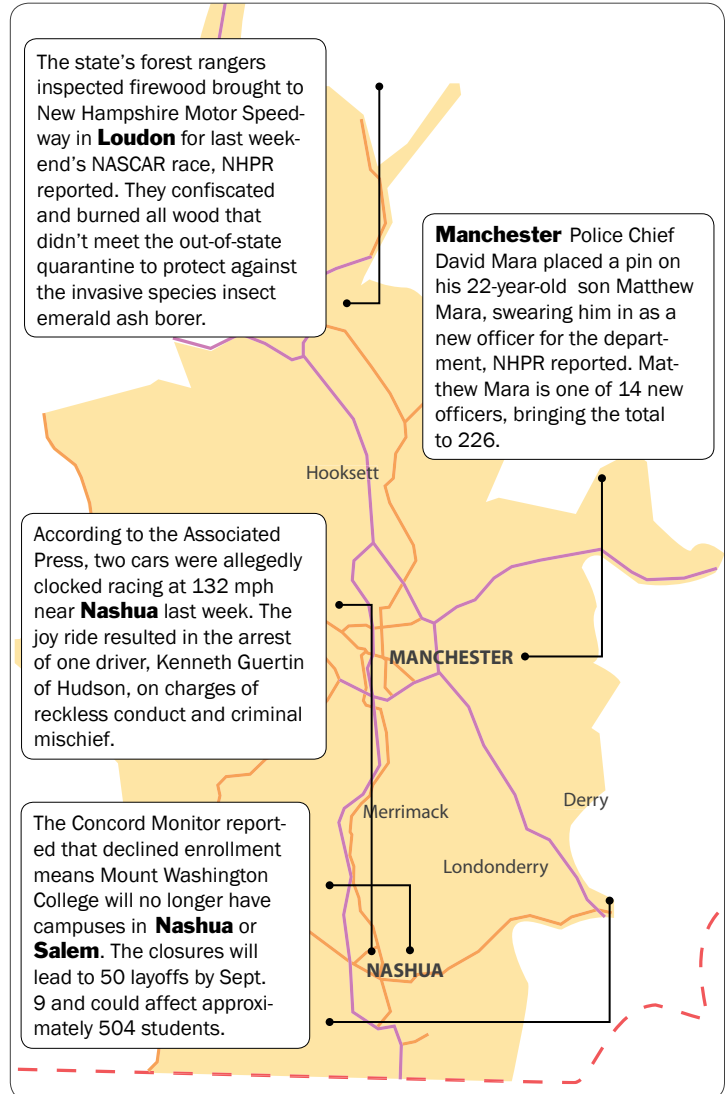 The state’s forest rangers
inspected firewood brought to
New Hampshire Motor Speed-
way in Loudon for last week-
end’s NASCAR race, NHPR
reported. They confiscated
and burned all wood that
didn’t meet the out-of-state
quarantine to protect against
the invasive species insect
emerald ash borer.
Manchester Police Chief
David Mara placed a pin on
his 22-year-old son Matthew
Mara, swearing him in as a
new officer for the depart-
ment, NHPR reported. Mat-
thew Mara is one of 14 new
officers, bringing the total
to 226.
Hooksett
According to the Associated
Press, two cars were allegedly
clocked racing at 132 mph
near Nashua last week. The
joy ride resulted in the arrest
of one driver, Kenneth Guertin
of Hudson, on charges of
reckless conduct and criminal
mischief.
MANCHESTER
Merrimack
Derry
Londonderry
The Concord Monitor report-
ed that declined enrollment
means Mount Washington
College will no longer have
campuses in Nashua or
Salem. The closures will
lead to 50 layoffs by Sept.
9 and could affect approxi-
mately 504 students.
NASHUA